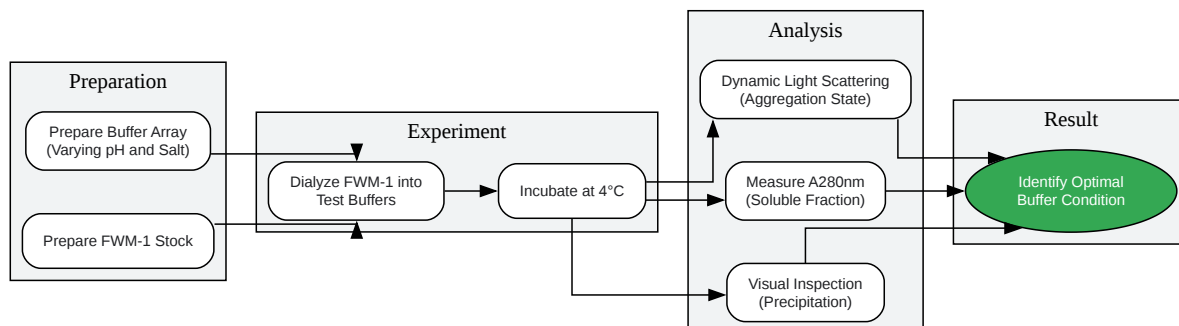 Preparation
Prepare Buffer Array
(Varying pH and Salt)
Prepare FWM-1 Stock
Experiment
Dialyze FWM-1 into
Test Buffers
Incubate at 4°C
Analysis
Dynamic Light Scattering
(Aggregation State)
Measure A280nm
(Soluble Fraction)
Visual Inspection
(Precipitation)
Result
Identify Optimal
Buffer Condition